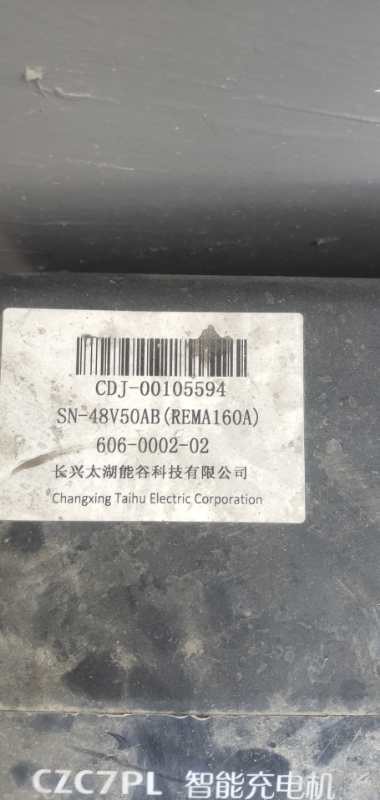 CDJ-00105594
SN-48V50AB(REMA160A)
606-0002-02
长兴太湖能谷科技有限公司
Changxing Taihu Electric Corporation
CZC7PL 智能充电机